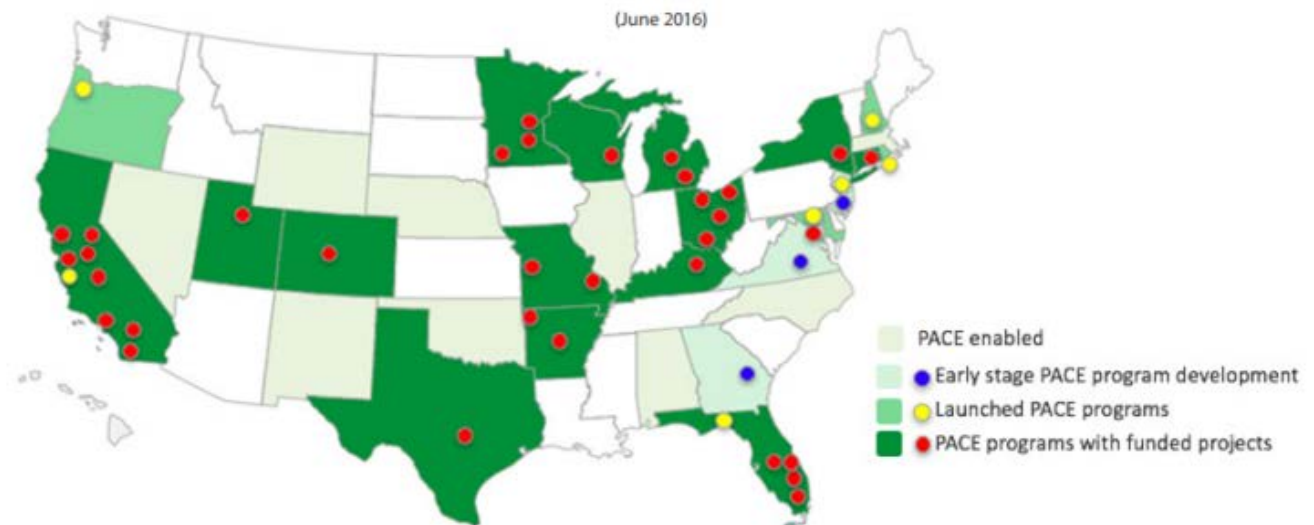 (June 2016)
PACE enabled
Early stage PACE program development
Launched PACE programs
PACE programs with funded projects